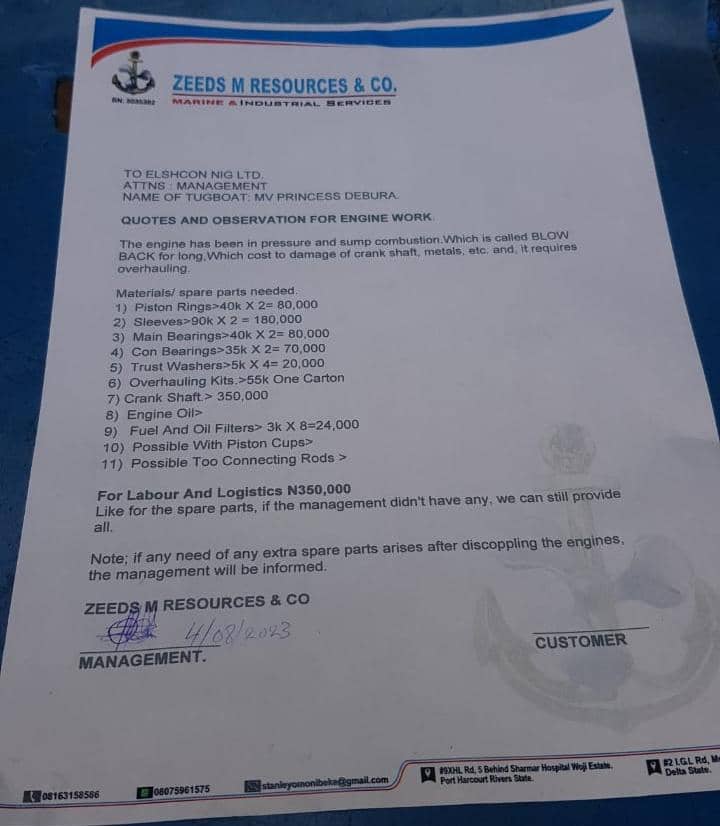 ZEEDS M RESOURCES & CO.
BN: 3035382
MARINE & INDUSTRIAL SERVICES
TO ELSHCON NIG LTD.
ATTNS : MANAGEMENT
NAME OF TUGBOAT: MV PRINCESS DEBURA.
QUOTES AND OBSERVATION FOR ENGINE WORK.
The engine has been in pressure and sump combustion.Which is called BLOW
BACK for long,Which cost to damage of crank shaft, metals, etc. and, it requires
overhauling.
Materials/ spare parts needed.
1) Piston Rings>40k X 2= 80,000
2) Sleeves>90k X 2 = 180,000
3) Main Bearings>40k X 2= 80,000
4) Con Bearings>35k X 2= 70,000
5) Trust Washers>5k X 4= 20,000
6) Overhauling Kits.>55k One Carton
7) Crank Shaft.> 350,000
8) Engine Oil>
9) Fuel And Oil Filters> 3k X 8=24,000
10) Possible With Piston Cups>
11) Possible Too Connecting Rods >
For Labour And Logistics N350,000
Like for the spare parts, if the management didn't have any, we can still provide
all.
Note; if any need of any extra spare parts arises after discoppling the engines,
the management will be informed.
ZEEDS M RESOURCES & CO
4/08/2023
MANAGEMENT.
CUSTOMER
08163158586
08075961575
stanleyomonibeke@gmail.com
#9XHL Rd, 5 Behind Sharmar Hospital Woji Estate.
Port Harcourt Rivers State.
#2 I.G.L Rd,
Delta State.